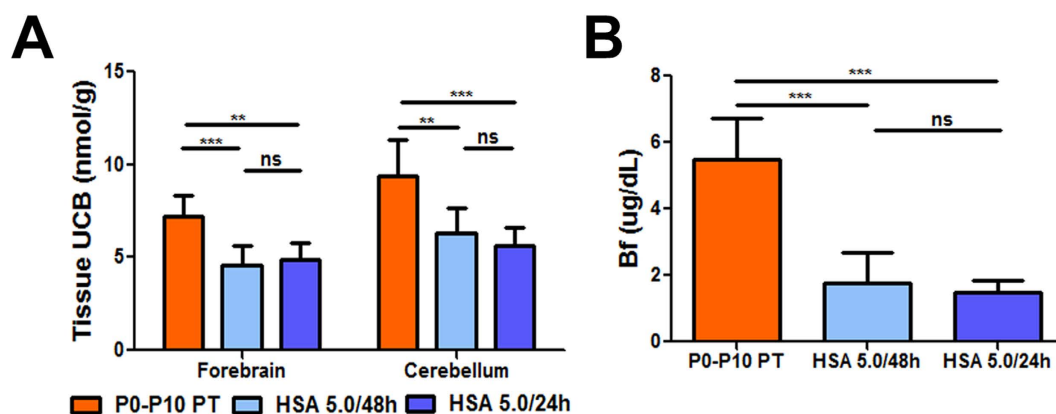 A
Tissue UCB (nmol/g)
15
10
5
0
**
***
ns
***
**
ns
Forebrain
Cerebellum
P0-P10 PT
HSA 5.0/48h
HSA 5.0/24h
B
Bf (ug/dL)
8
6
4
2
0
***
***
ns
P0-P10 PT
HSA 5.0/48h
HSA 5.0/24h